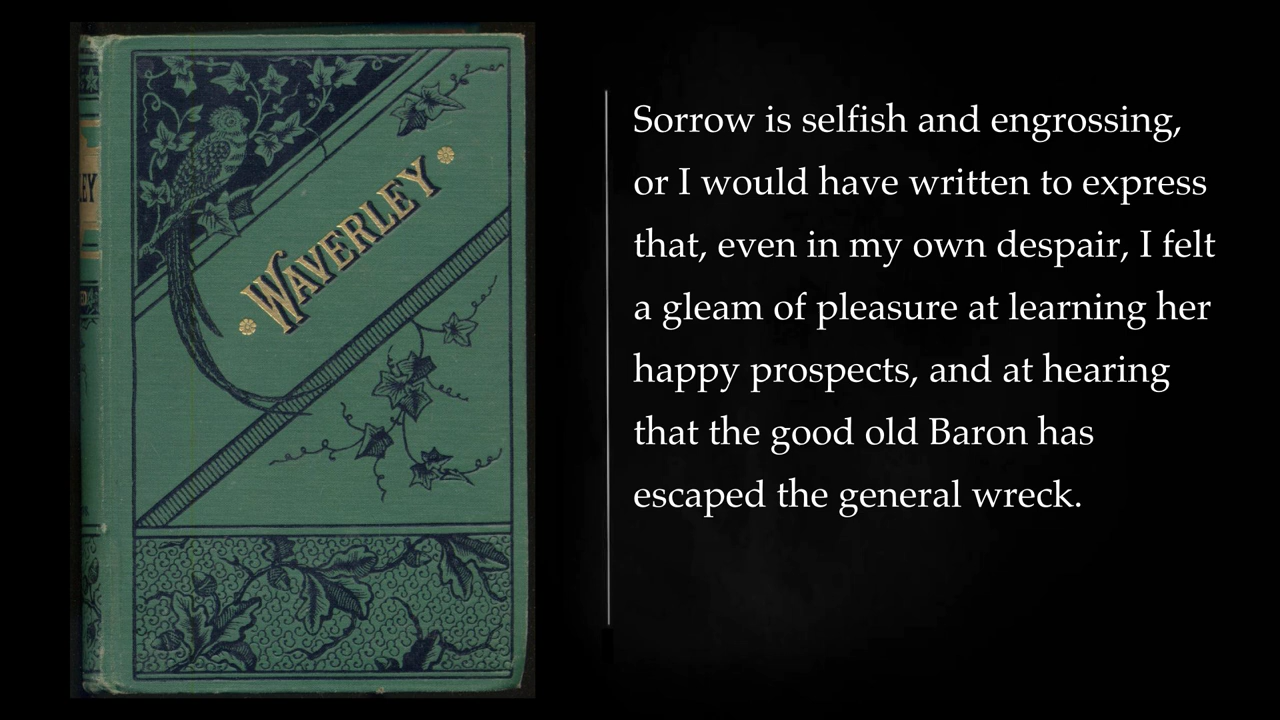 WAVERLEY
LEY
Sorrow is selfish and engrossing,
or I would have written to express
that, even in my own despair, I felt
a gleam of pleasure at learning her
happy prospects, and at hearing
that the good old Baron has
escaped the general wreck.